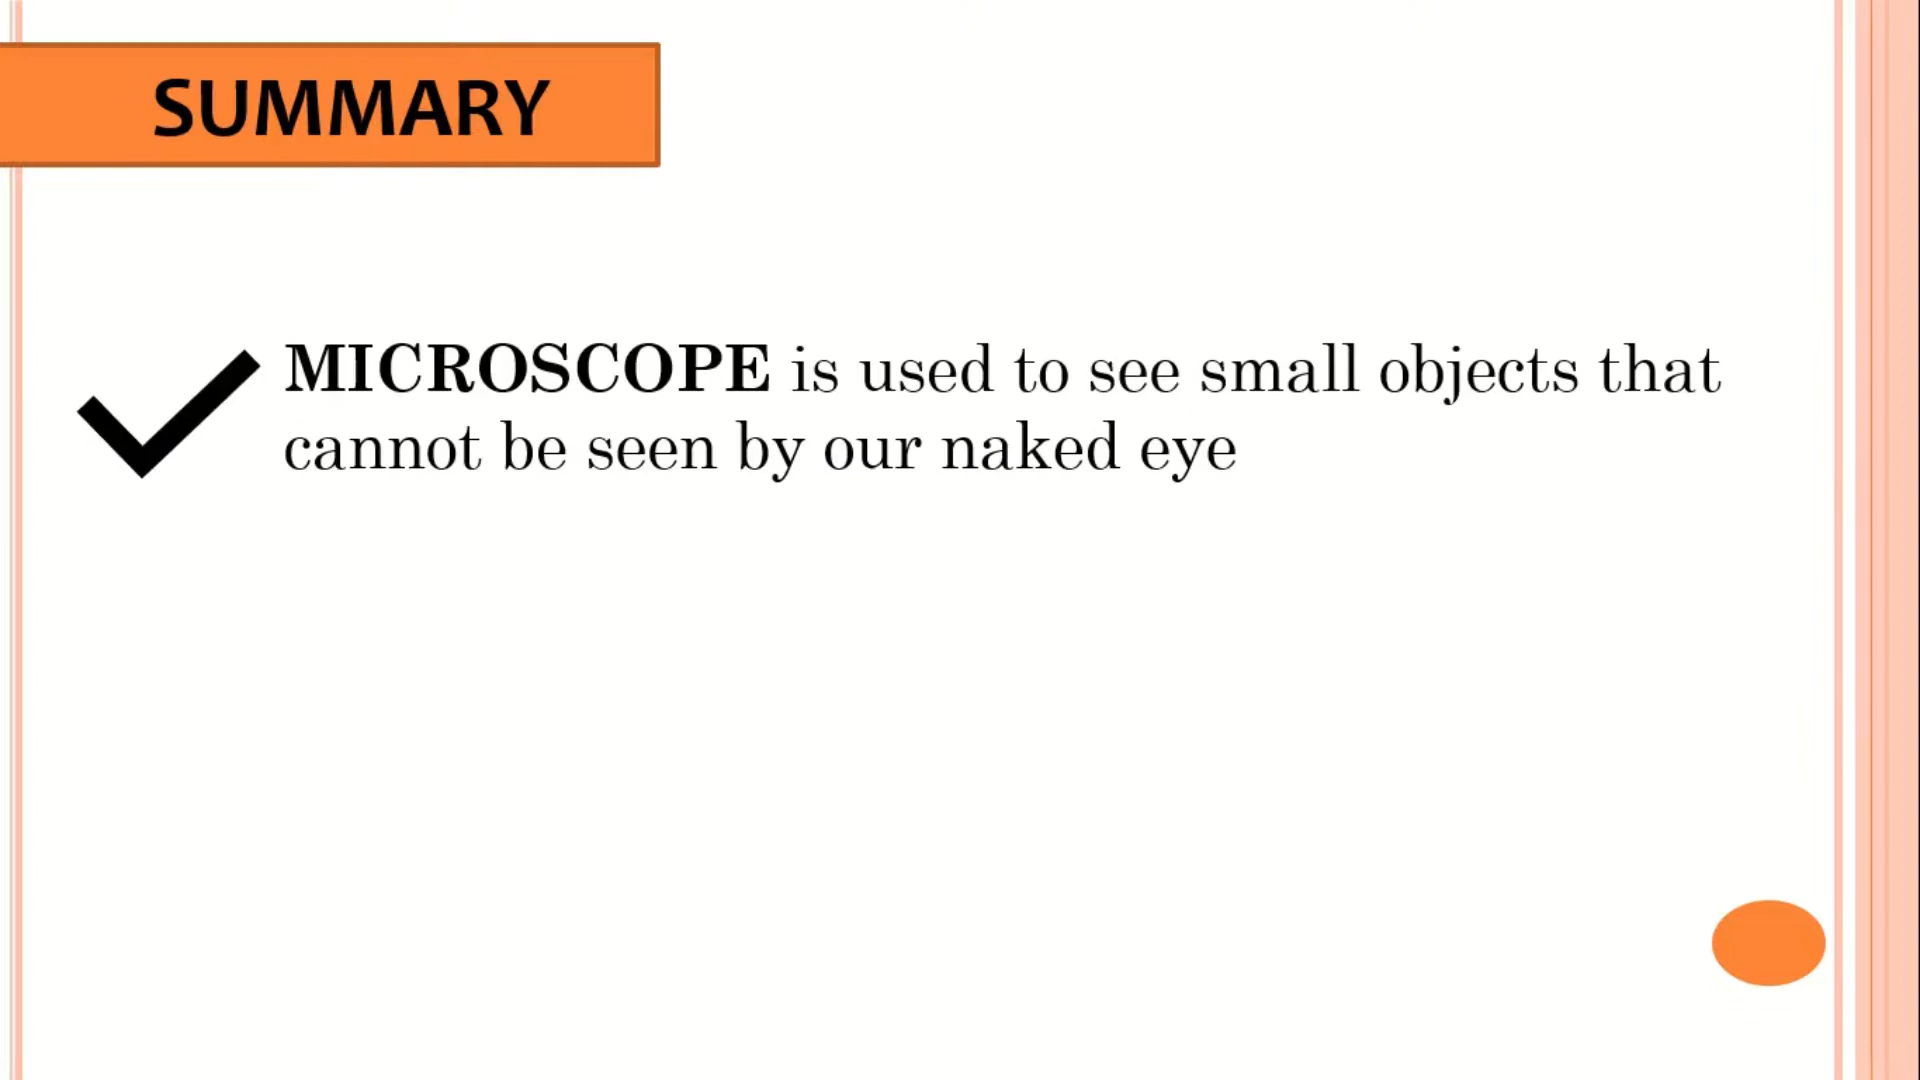 SUMMARY
MICROSCOPE is used to see small objects that
cannot be seen by our naked eye